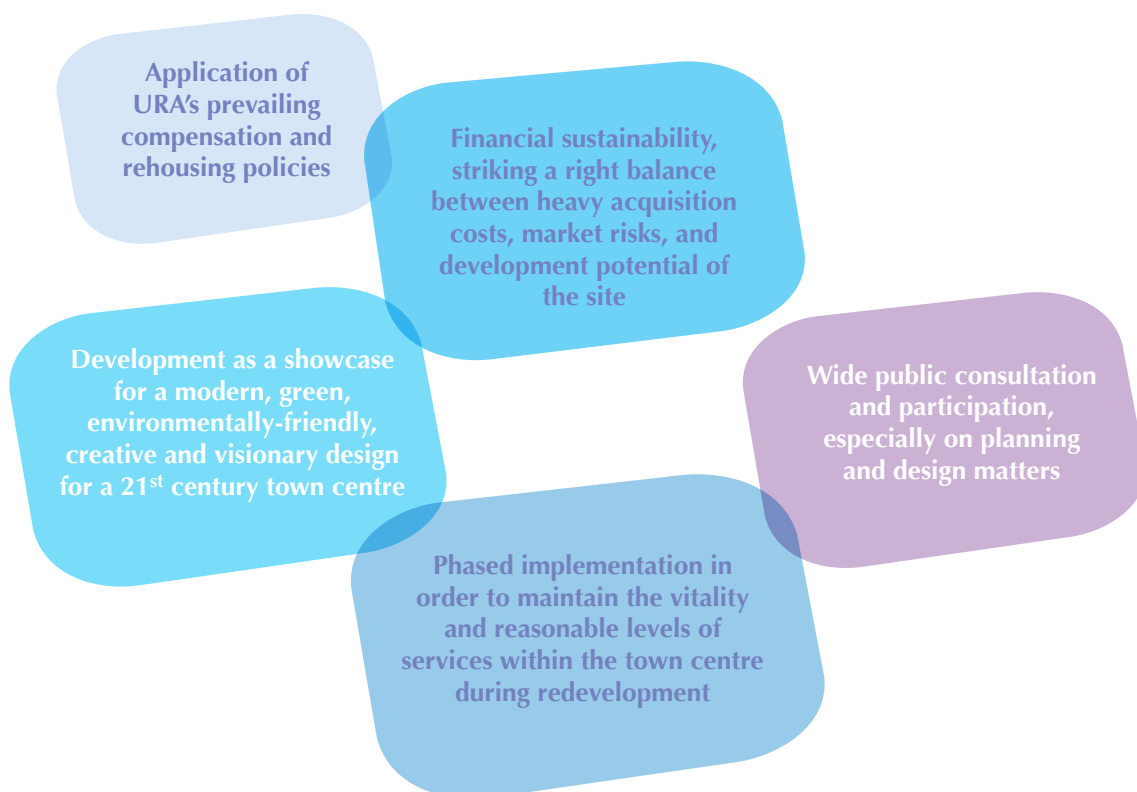 Application of
URA's prevailing
compensation and
rehousing policies
Financial sustainability,
striking a right balance
between heavy acquisition
costs, market risks, and
development potential of
the site
Development as a showcase
for a modern, green,
environmentally-friendly,
creative and visionary design
for a 21st century town centre
Wide public consultation
and participation,
especially on planning
and design matters
Phased implementation in
order to maintain the vitality
and reasonable levels of
services within the town centre
during redevelopment